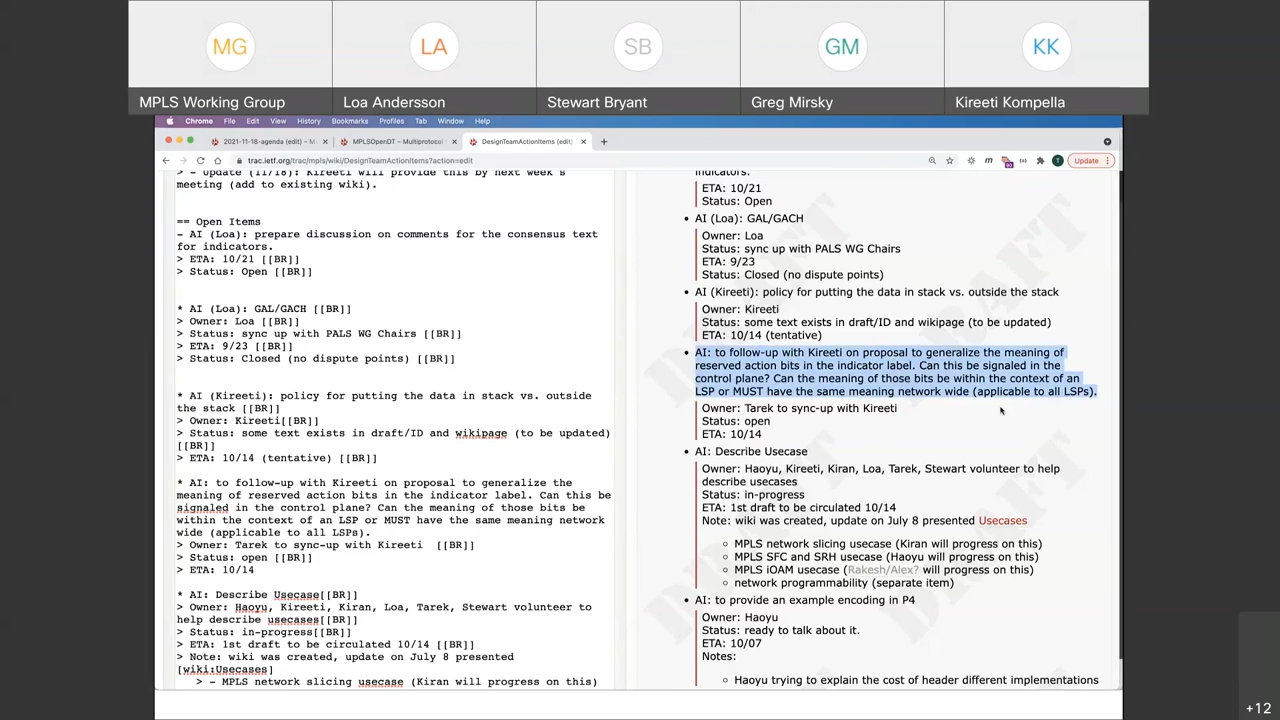 MG
LA
SB
GM
KK
MPLS Working Group
Loa Andersson
Stewart Bryant
Greg Mirsky
Kireeti Kompella
Chrome File Edit View History Bookmarks Profiles Tab Window Help
2021-11-18-agenda (edit) – M
MPLSOpenDT – Multiprotocol
DesignTeamActionItems (edit)
trac.ietf.org/trac/mpls/wiki/DesignTeamActionItems?action=edit
Update
> - Update (11/18): Kireeti will provide this by next week's
meeting (add to existing wiki).
== Open Items
- AI (Loa): prepare discussion on comments for the consensus text
for indicators.
> ETA: 10/21 [[BR]]
> Status: Open [[BR]]
* AI (Loa): GAL/GACH [[BR]]
> Owner: Loa [[BR]]
> Status: sync up with PALS WG Chairs [[BR]]
> ETA: 9/23 [[BR]]
> Status: Closed (no dispute points) [[BR]]
* AI (Kireeti): policy for putting the data in stack vs. outside
the stack [[BR]]
> Owner: Kireeti[[BR]]
> Status: some text exists in draft/ID and wikipage (to be updated)
[[BR]]
> ETA: 10/14 (tentative) [[BR]]
* AI: to follow-up with Kireeti on proposal to generalize the
meaning of reserved action bits in the indicator label. Can this be
signaled in the control plane? Can the meaning of those bits be
within the context of an LSP or MUST have the same meaning network
wide (applicable to all LSPs).
> Owner: Tarek to sync-up with Kireeti [[BR]]
> Status: open [[BR]]
> ETA: 10/14
* AI: Describe Usecase[[BR]]
> Owner: Haoyu, Kireeti, Kiran, Loa, Tarek, Stewart volunteer to
help describe usecases[[BR]]
> Status: in-progress[[BR]]
> ETA: 1st draft to be circulated 10/14 [[BR]]
> Note: wiki was created, update on July 8 presented
[wiki:Usecases]
> - MPLS network slicing usecase (Kiran will progress on this)
indicators.
ETA: 10/21
Status: Open
• AI (Loa): GAL/GACH
Owner: Loa
Status: sync up with PALS WG Chairs
ETA: 9/23
Status: Closed (no dispute points)
• AI (Kireeti): policy for putting the data in stack vs. outside the stack
Owner: Kireeti
Status: some text exists in draft/ID and wikipage (to be updated)
ETA: 10/14 (tentative)
• AI: to follow-up with Kireeti on proposal to generalize the meaning of
reserved action bits in the indicator label. Can this be signaled in the
control plane? Can the meaning of those bits be within the context of an
LSP or MUST have the same meaning network wide (applicable to all LSPs).
Owner: Tarek to sync-up with Kireeti
Status: open
ETA: 10/14
• AI: Describe Usecase
Owner: Haoyu, Kireeti, Kiran, Loa, Tarek, Stewart volunteer to help
describe usecases
Status: in-progress
ETA: 1st draft to be circulated 10/14
Note: wiki was created, update on July 8 presented Usecases
◦ MPLS network slicing usecase (Kiran will progress on this)
◦ MPLS SFC and SRH usecase (Haoyu will progress on this)
◦ MPLS iOAM usecase (Rakesh/Alex? will progress on this)
◦ network programmability (separate item)
• AI: to provide an example encoding in P4
Owner: Haoyu
Status: ready to talk about it.
ETA: 10/07
Notes:
◦ Haoyu trying to explain the cost of header different implementations
DRAFT
+12